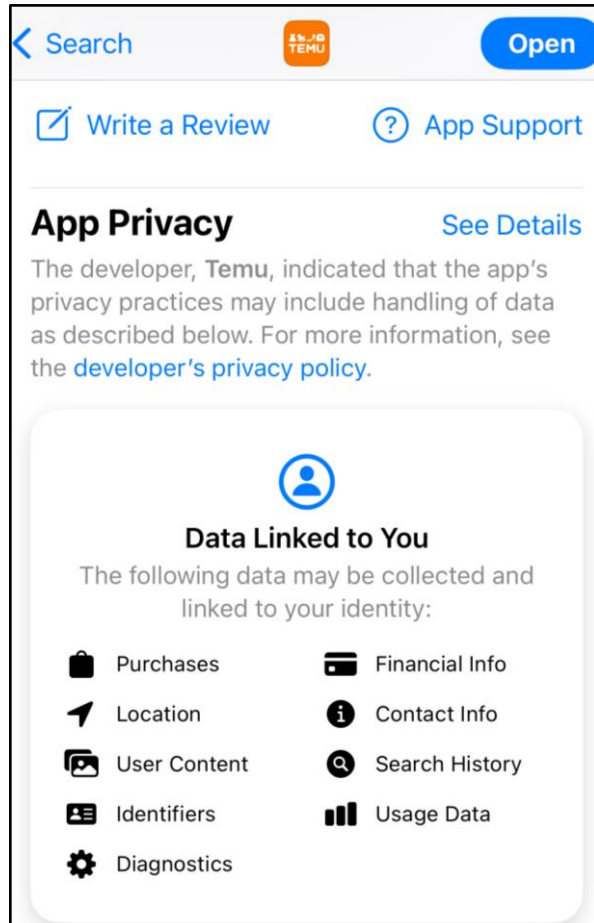 Search
TEMU
Open
Write a Review
App Support
App Privacy
See Details
The developer, Temu, indicated that the app's
privacy practices may include handling of data
as described below. For more information, see
the developer's privacy policy.
Data Linked to You
The following data may be collected and
linked to your identity:
Purchases
Financial Info
Location
Contact Info
User Content
Search History
Identifiers
Usage Data
Diagnostics